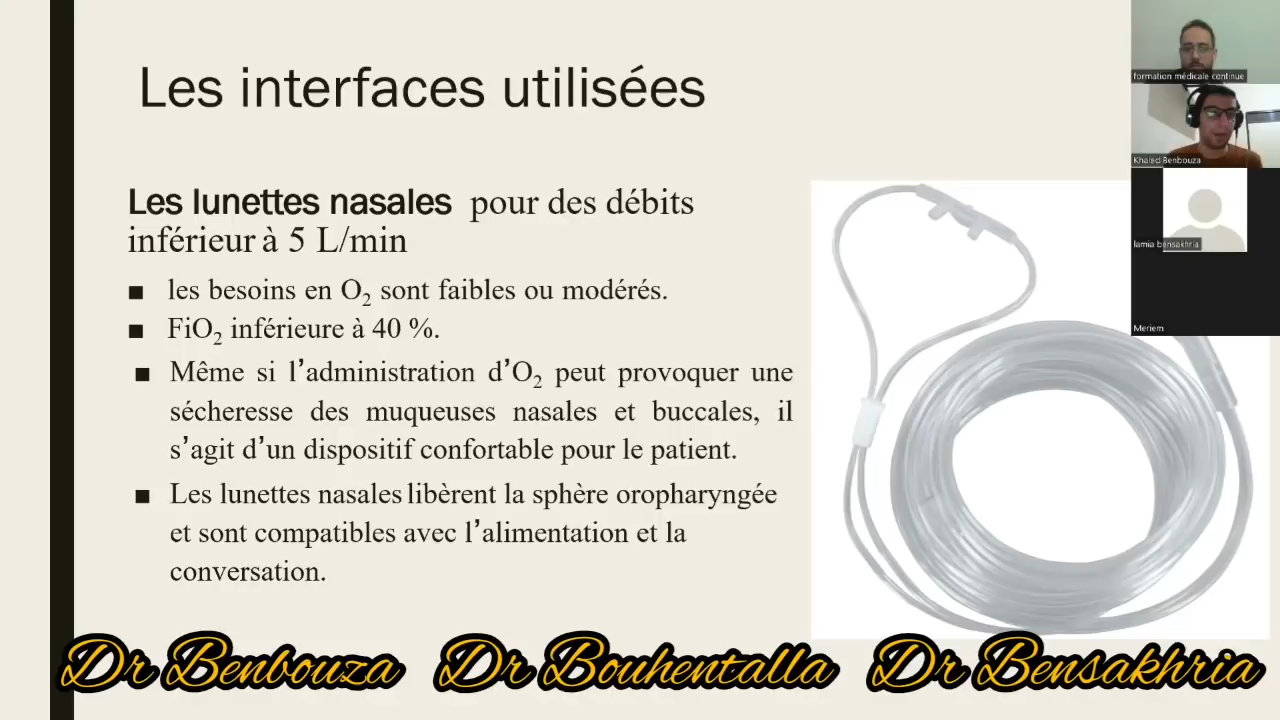 Les interfaces utilisées
Les lunettes nasales pour des débits
inférieur à 5 L/min
■ les besoins en O₂ sont faibles ou modérés.
■ FiO₂ inférieure à 40 %.
■ Même si l’administration d’O₂ peut provoquer une
sécheresse des muqueuses nasales et buccales, il
s’agit d’un dispositif confortable pour le patient.
■ Les lunettes nasales libèrent la sphère oropharyngée
et sont compatibles avec l’alimentation et la
conversation.
formation médicale continue
Khaled Benbouza
lamia bensakhria
Meriem
Dr Benbouza Dr Bouhentalla Dr Bensakhria